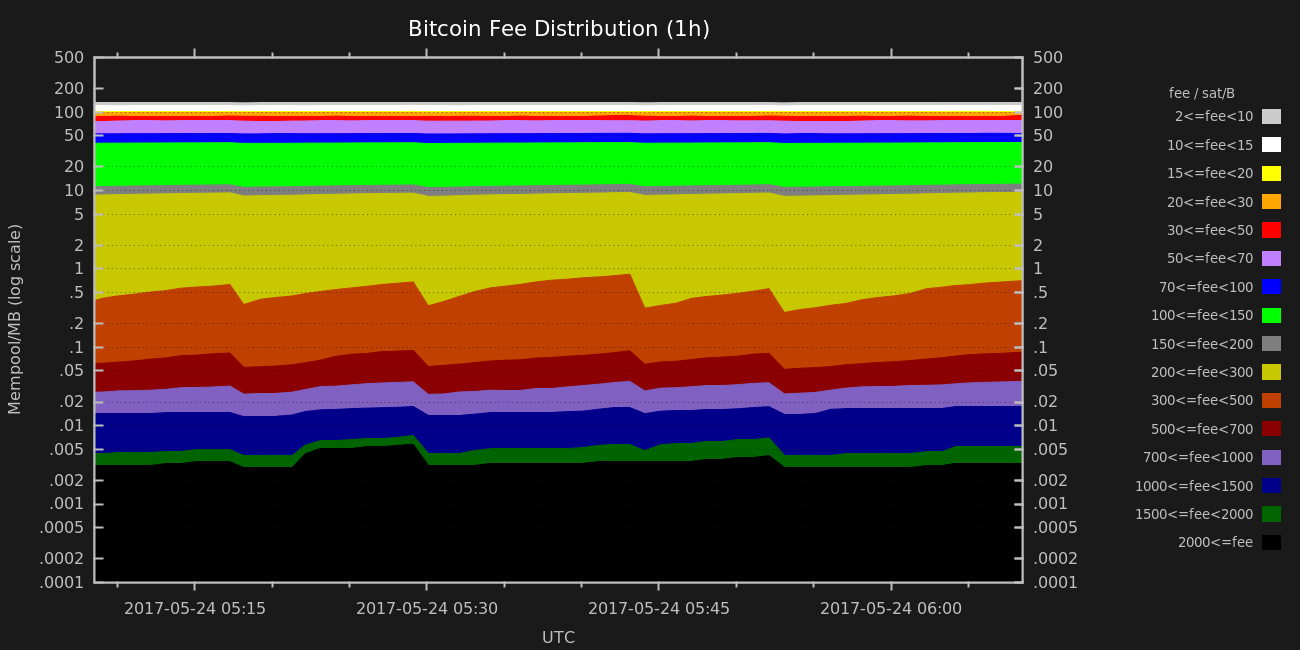 Bitcoin Fee Distribution (1h)
500
200
100
50
20
10
5
2
1
.5
.2
.1
.05
.02
.01
.005
.002
.001
.0005
.0002
.0001
Mempool/MB (log scale)
500
200
100
50
20
10
5
2
1
.5
.2
.1
.05
.02
.01
.005
.002
.001
.0005
.0002
.0001
2017-05-24 05:15
2017-05-24 05:30
2017-05-24 05:45
2017-05-24 06:00
UTC
fee / sat/B
2<=fee<10
10<=fee<15
15<=fee<20
20<=fee<30
30<=fee<50
50<=fee<70
70<=fee<100
100<=fee<150
150<=fee<200
200<=fee<300
300<=fee<500
500<=fee<700
700<=fee<1000
1000<=fee<1500
1500<=fee<2000
2000<=fee